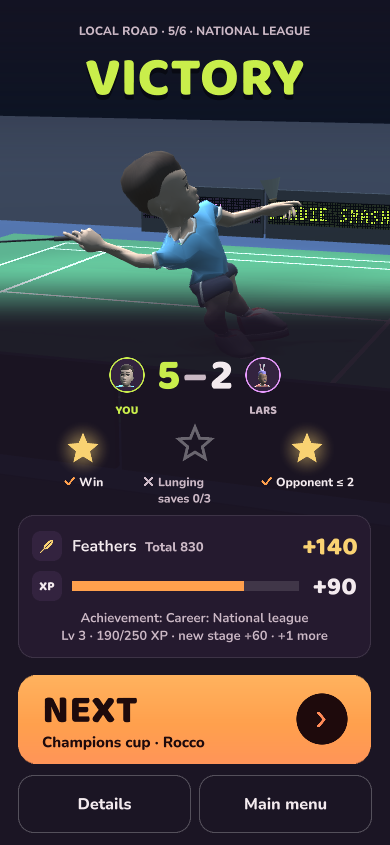 LOCAL ROAD · 5/6 · NATIONAL LEAGUE
VICTORY
DIE SMASH
5–2
YOU
LARS
Win
Lunging
saves 0/3
Opponent ≤ 2
Feathers Total 830 +140
XP +90
Achievement: Career: National league
Lv 3 · 190/250 XP · new stage +60 · +1 more
NEXT
Champions cup · Rocco
Details
Main menu